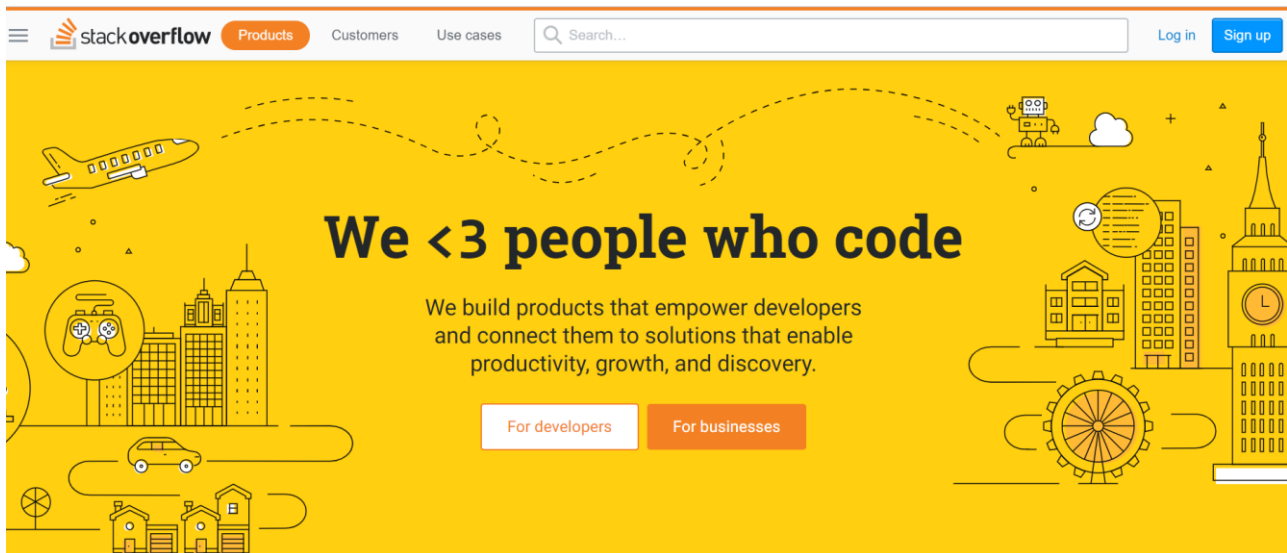 stackoverflow
Products
Customers
Use cases
Search...
Log in
Sign up
We <3 people who code
We build products that empower developers
and connect them to solutions that enable
productivity, growth, and discovery.
For developers
For businesses